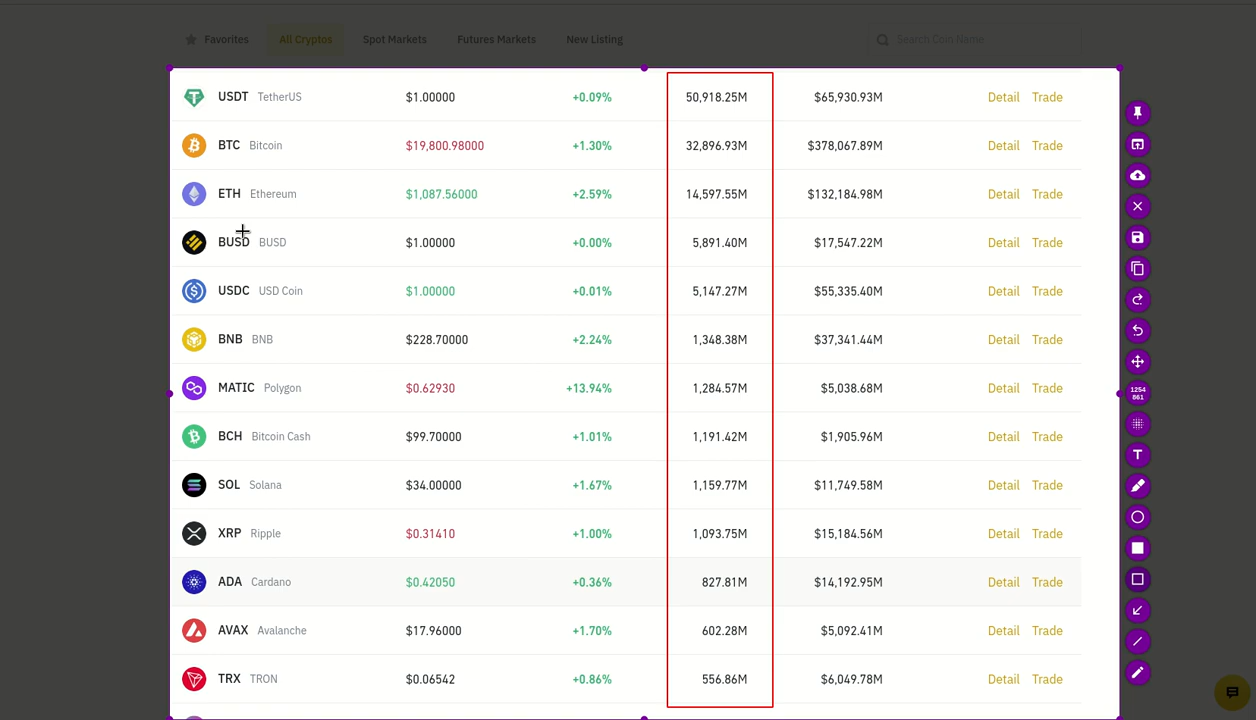 Favorites All Cryptos Spot Markets Futures Markets New Listing Search Coin Name
USDT TetherUS $1.00000 +0.09% 50,918.25M $65,930.93M Detail Trade
BTC Bitcoin $19,800.98000 +1.30% 32,896.93M $378,067.89M Detail Trade
ETH Ethereum $1,087.56000 +2.59% 14,597.55M $132,184.98M Detail Trade
BUSD BUSD $1.00000 +0.00% 5,891.40M $17,547.22M Detail Trade
USDC USD Coin $1.00000 +0.01% 5,147.27M $55,335.40M Detail Trade
BNB BNB $228.70000 +2.24% 1,348.38M $37,341.44M Detail Trade
MATIC Polygon $0.62930 +13.94% 1,284.57M $5,038.68M Detail Trade
1254
861
BCH Bitcoin Cash $99.70000 +1.01% 1,191.42M $1,905.96M Detail Trade
SOL Solana $34.00000 +1.67% 1,159.77M $11,749.58M Detail Trade
XRP Ripple $0.31410 +1.00% 1,093.75M $15,184.56M Detail Trade
ADA Cardano $0.42050 +0.36% 827.81M $14,192.95M Detail Trade
AVAX Avalanche $17.96000 +1.70% 602.28M $5,092.41M Detail Trade
TRX TRON $0.06542 +0.86% 556.86M $6,049.78M Detail Trade